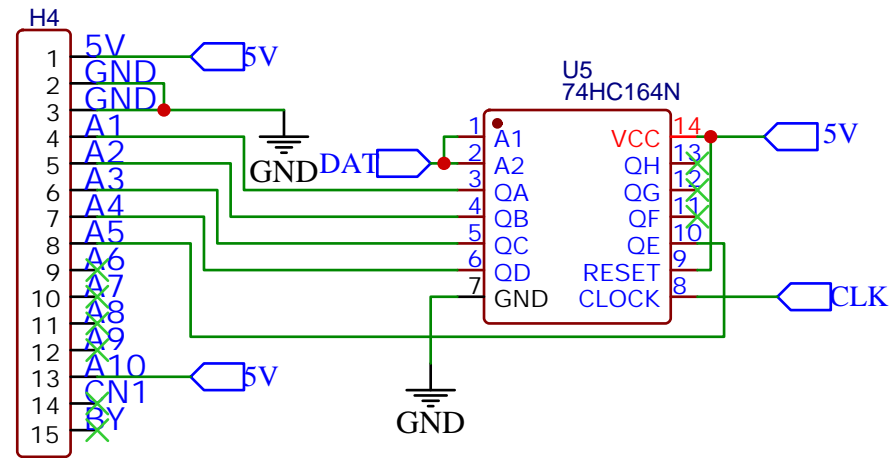 H4
1 5V 5V
2 GND
3 GND
4 A1
5 A2
6 A3
7 A4
8 A5
9 A6
10 A7
11 A8
12 A9
13 A10 5V
14 CN1
15 BY
GND
DAT
U5
74HC164N
1 A1 VCC 14 5V
2 A2 QH 13
3 QA QG 12
4 QB QF 11
5 QC QE 10
6 QD RESET 9
7 GND CLOCK 8 CLK
GND